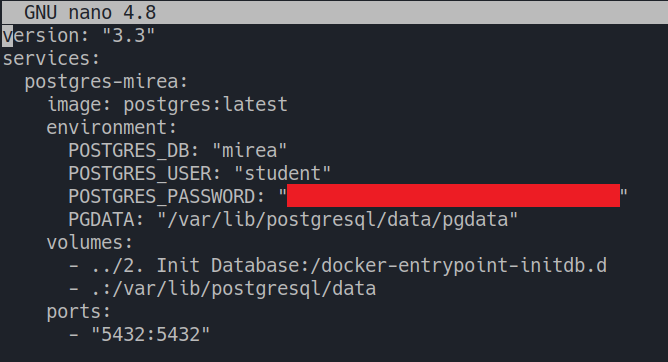 GNU nano 4.8
version: "3.3"
services:
  postgres-mirea:
    image: postgres:latest
    environment:
      POSTGRES_DB: "mirea"
      POSTGRES_USER: "student"
      POSTGRES_PASSWORD: ""
      PGDATA: "/var/lib/postgresql/data/pgdata"
    volumes:
      - ../2. Init Database:/docker-entrypoint-initdb.d
      - .:/var/lib/postgresql/data
    ports:
      - "5432:5432"